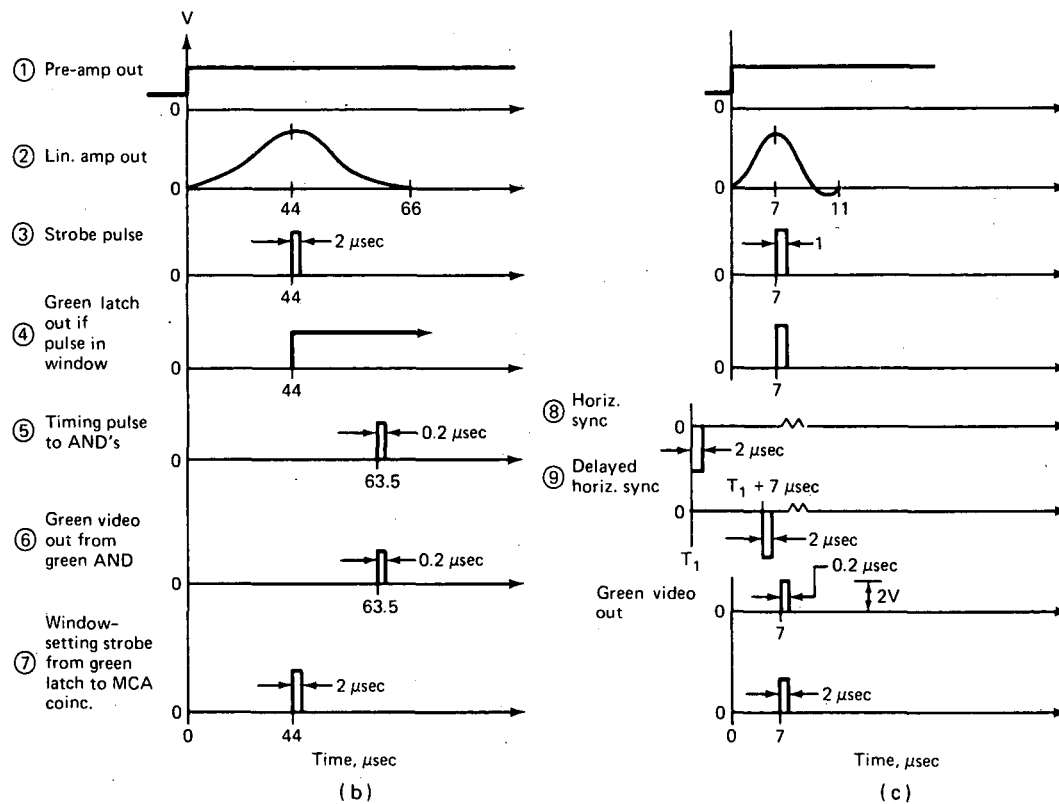 V
① Pre-amp out
0
0
② Lin. amp out
0
44
66
0
7
11
③ Strobe pulse
2 μsec
0
44
1
0
7
④ Green latch
out if
pulse in
window
0
44
0
7
⑤ Timing pulse
to AND's
0.2 μsec
0
63.5
⑧ Horiz.
sync
0
2 μsec
⑨ Delayed
horiz. sync
T₁ + 7 μsec
0
2 μsec
T₁
⑥ Green video
out from
green AND
0.2 μsec
0
63.5
Green video
out
0.2 μsec
2V
0
7
⑦ Window-
setting strobe
from green
latch to MCA
coinc.
2 μsec
0
0
44
Time, μsec
(b)
2 μsec
0
0
7
Time, μsec
(c)